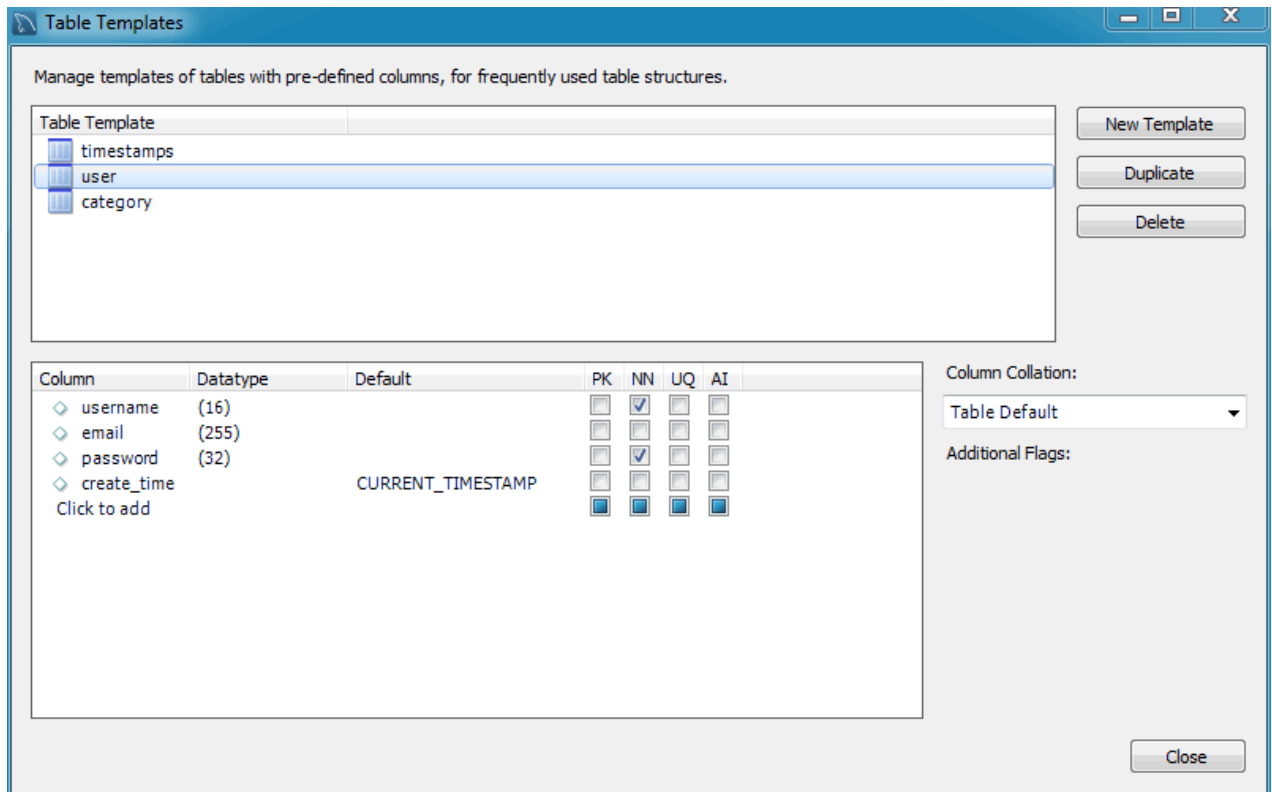 Table Templates
Manage templates of tables with pre-defined columns, for frequently used table structures.
Table Template
timestamps
user
category
New Template
Duplicate
Delete
Column Datatype Default PK NN UQ AI
username (16)
email (255)
password (32)
create_time CURRENT_TIMESTAMP
Click to add
Column Collation:
Table Default
Additional Flags:
Close